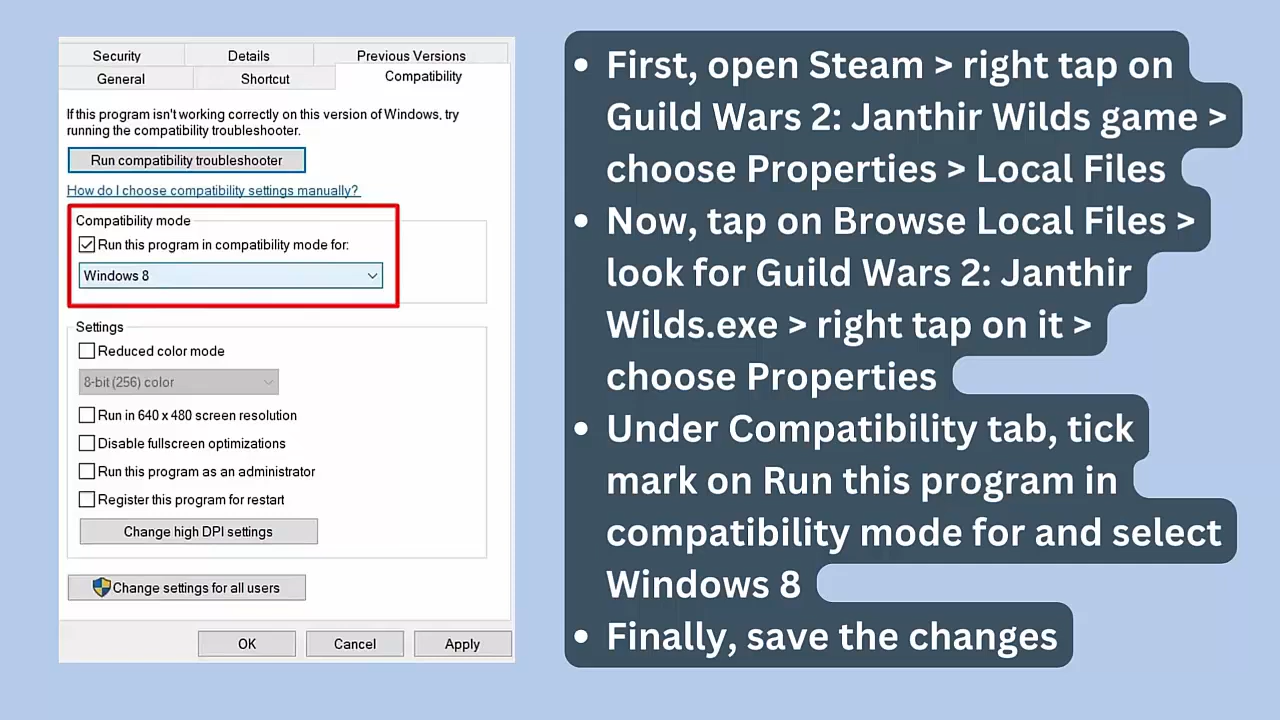 Security
Details
Previous Versions
General
Shortcut
Compatibility
If this program isn't working correctly on this version of Windows, try
running the compatibility troubleshooter.
Run compatibility troubleshooter
How do I choose compatibility settings manually?
Compatibility mode
Run this program in compatibility mode for:
Windows 8
Settings
Reduced color mode
8-bit (256) color
Run in 640 x 480 screen resolution
Disable fullscreen optimizations
Run this program as an administrator
Register this program for restart
Change high DPI settings
Change settings for all users
OK
Cancel
Apply
• First, open Steam > right tap on
Guild Wars 2: Janthir Wilds game >
choose Properties > Local Files
• Now, tap on Browse Local Files >
look for Guild Wars 2: Janthir
Wilds.exe > right tap on it >
choose Properties
• Under Compatibility tab, tick
mark on Run this program in
compatibility mode for and select
Windows 8
• Finally, save the changes